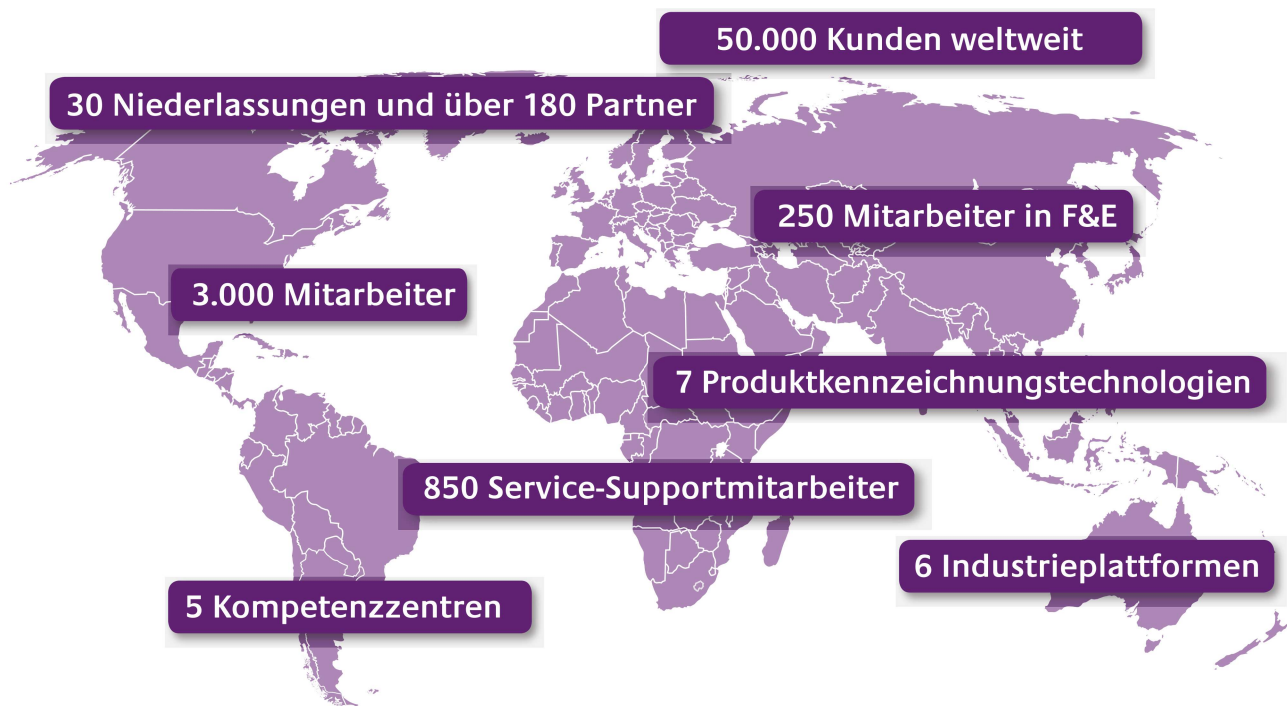 50.000 Kunden weltweit
30 Niederlassungen und über 180 Partner
250 Mitarbeiter in F&E
3.000 Mitarbeiter
7 Produktkennzeichnungstechnologien
850 Service-Supportmitarbeiter
6 Industrieplattformen
5 Kompetenzzentren